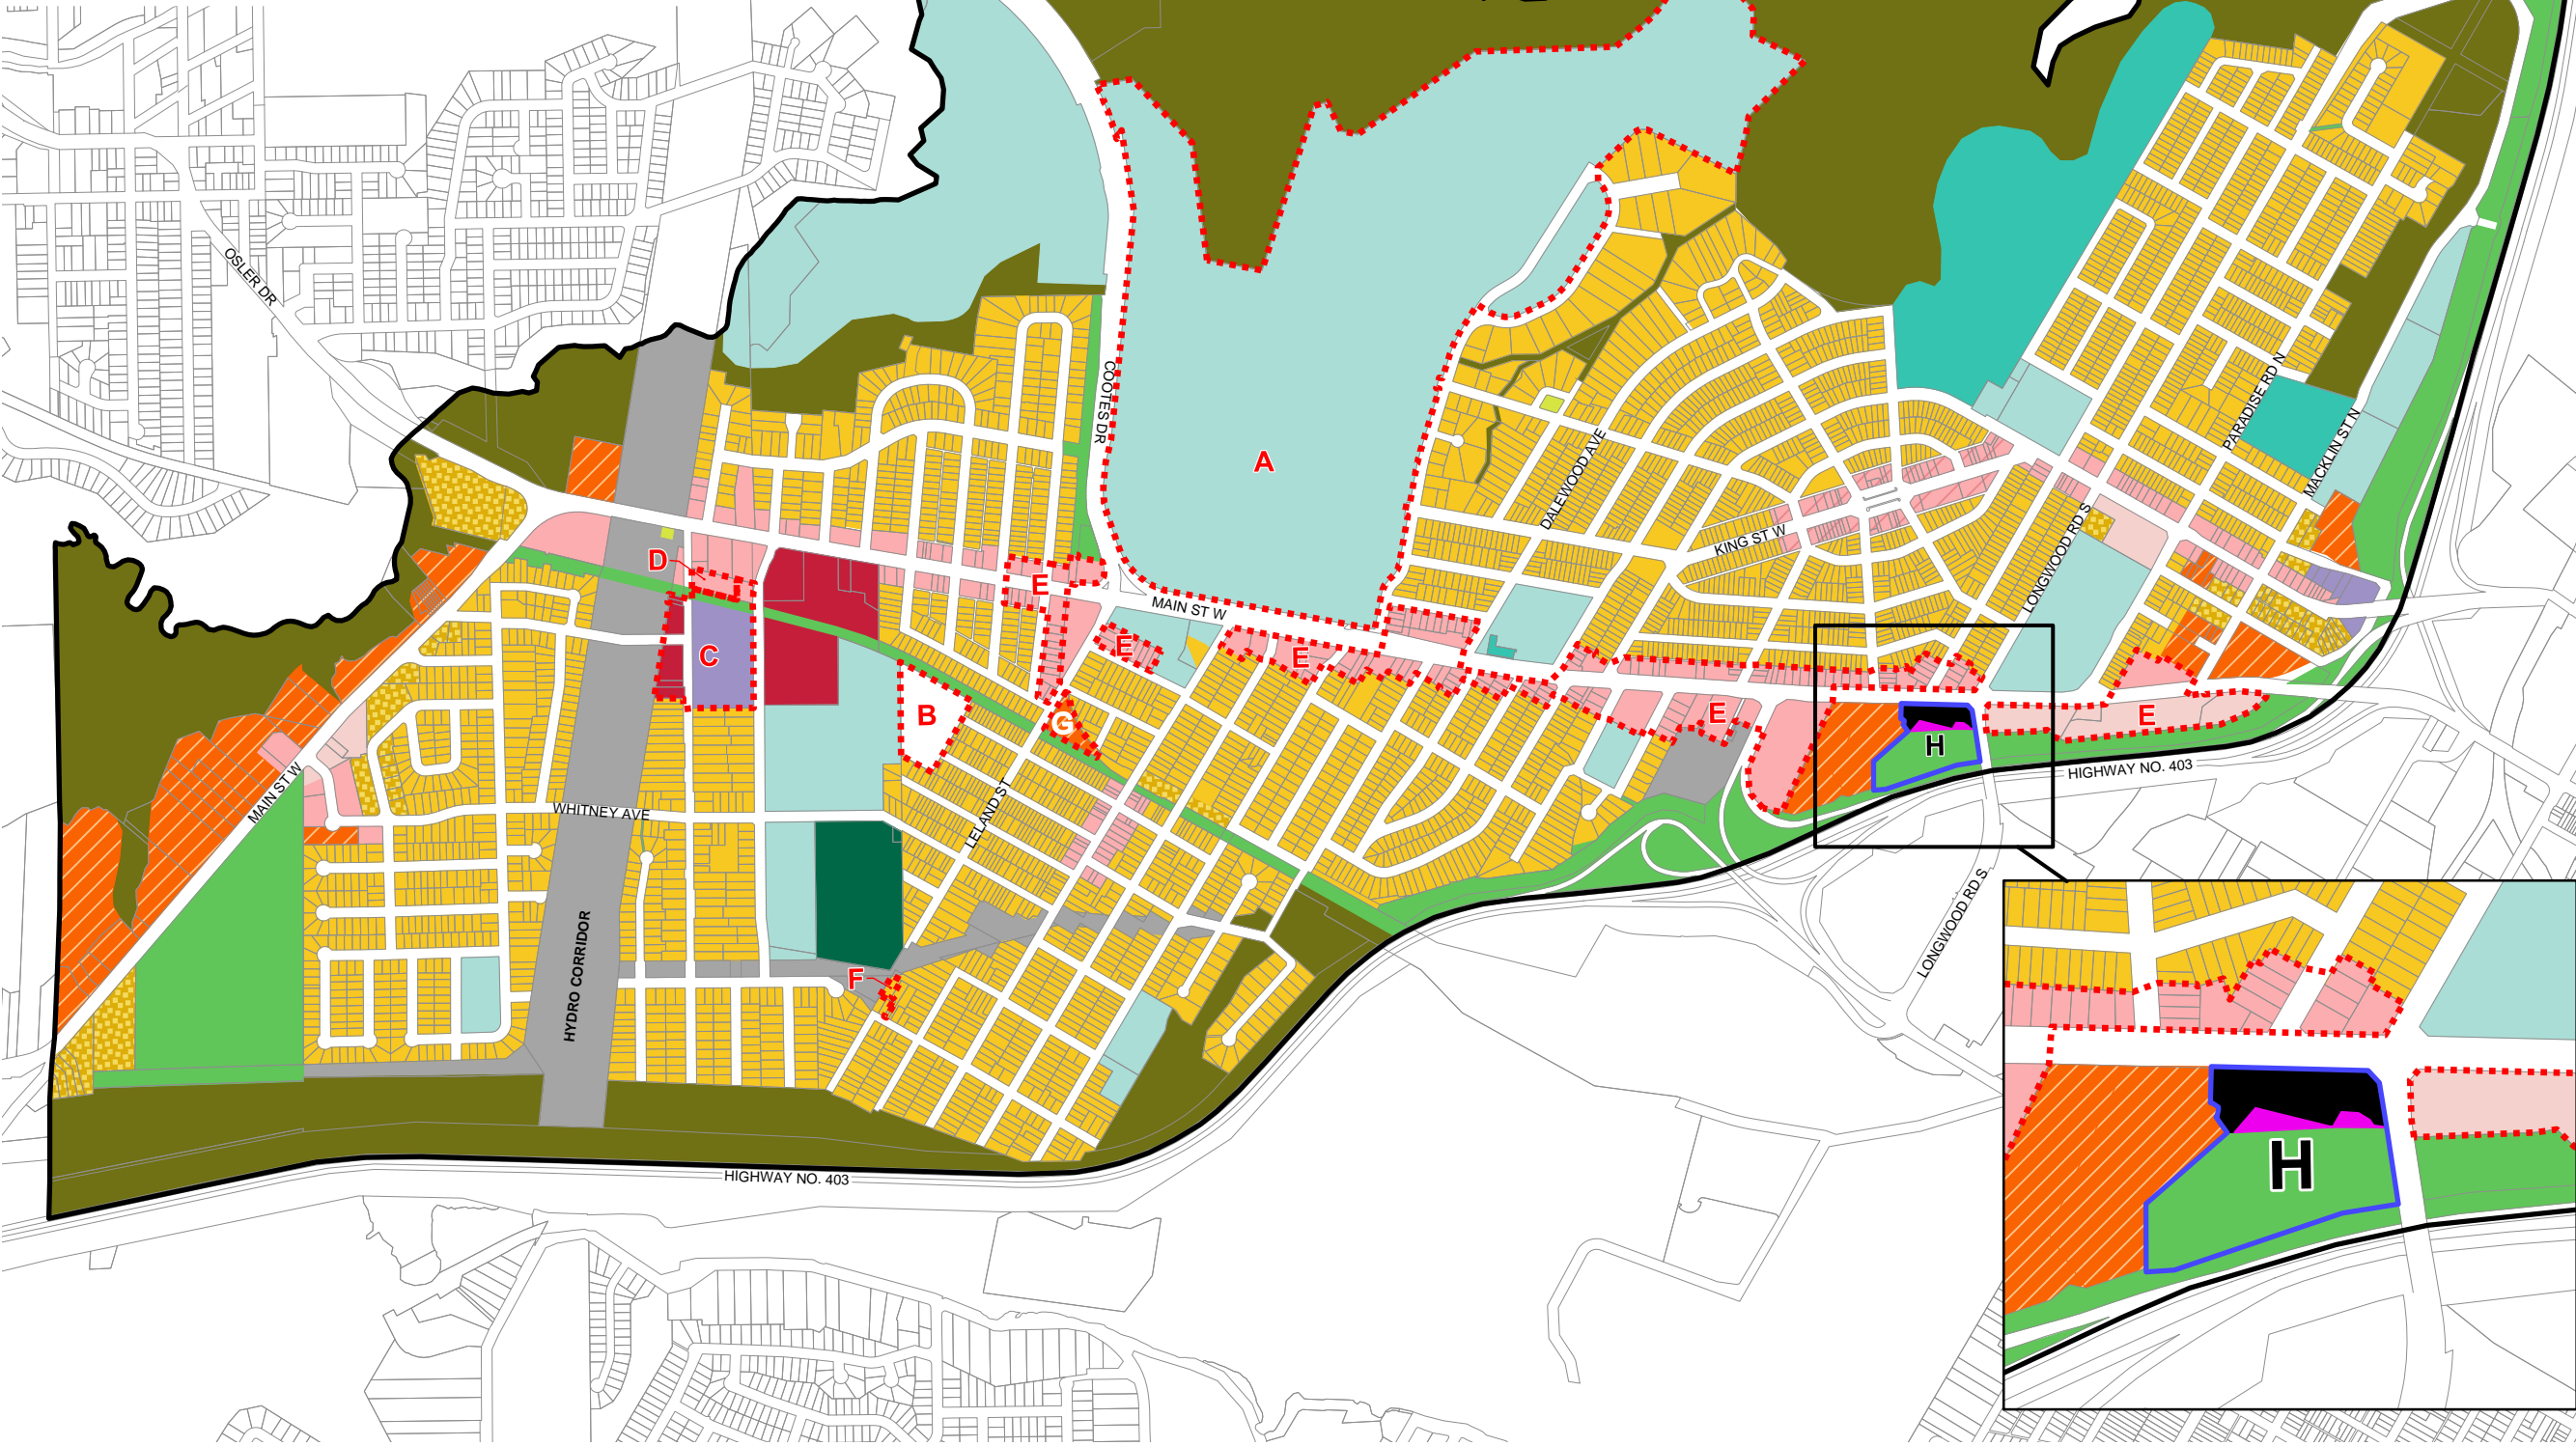 OSLER DR
COOTES DR
PARADISE RD N
MACKLIN ST N
A
DALEWOOD AVE
KING ST W
LONGWOOD RD S
D
E
MAIN ST W
E
E
C
B
G
E
E
H
HIGHWAY NO. 403
MAIN ST W
WHITNEY AVE
LELAND ST
LONGWOOD RD S
HYDRO CORRIDOR
F
H
HIGHWAY NO. 403